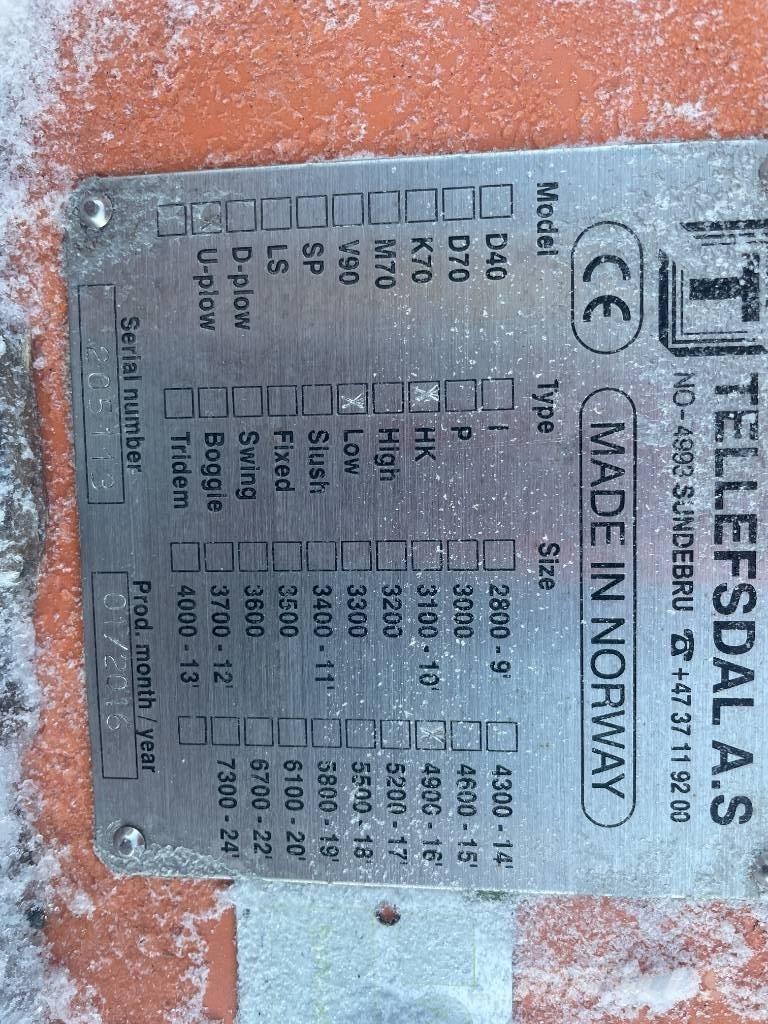 T TELLEFSDAL A.S
NO-4993 SUNDEBRU ☎ +47 37 11 92 00
CE MADE IN NORWAY
Model Type Size
D40 I 2800 - 9' 4300 - 14'
D70 P 3000 4600 - 15'
K70 X HK 3100 - 10' X 4900 - 16'
M70 High 3200 5200 - 17'
V90 X Low 3300 5500 - 18'
SP Slush 3400 - 11' 5800 - 19'
LS Fixed 3500 6100 - 20'
D-plow Swing 3600 6700 - 22'
U-plow Boggie 3700 - 12' 7300 - 24'
Tridem 4000 - 13'
Serial number Prod. month / year
205113 01/2016